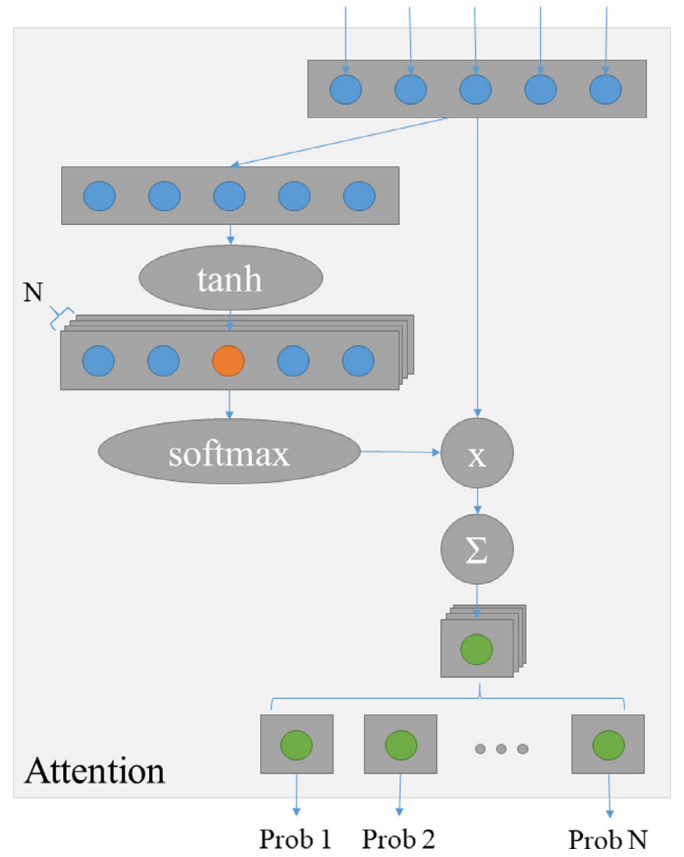 tanh
N
softmax
x
Σ
Attention
Prob 1 Prob 2 Prob N